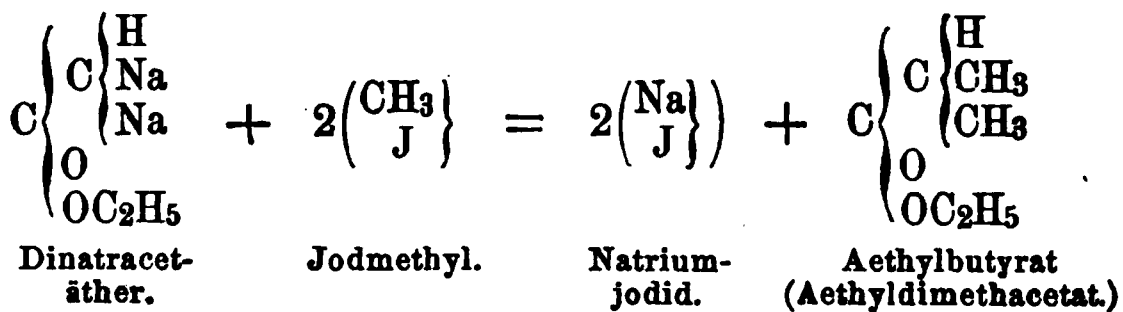 C { C { H Na Na O OC2H5 + 2(CH3 J} = 2(Na J}) + C { C { H CH3 CH3 O OC2H5
Dinatracet- Jodmethyl. Natrium- Aethylbutyrat
äther. jodid. (Aethyldimethacetat.)